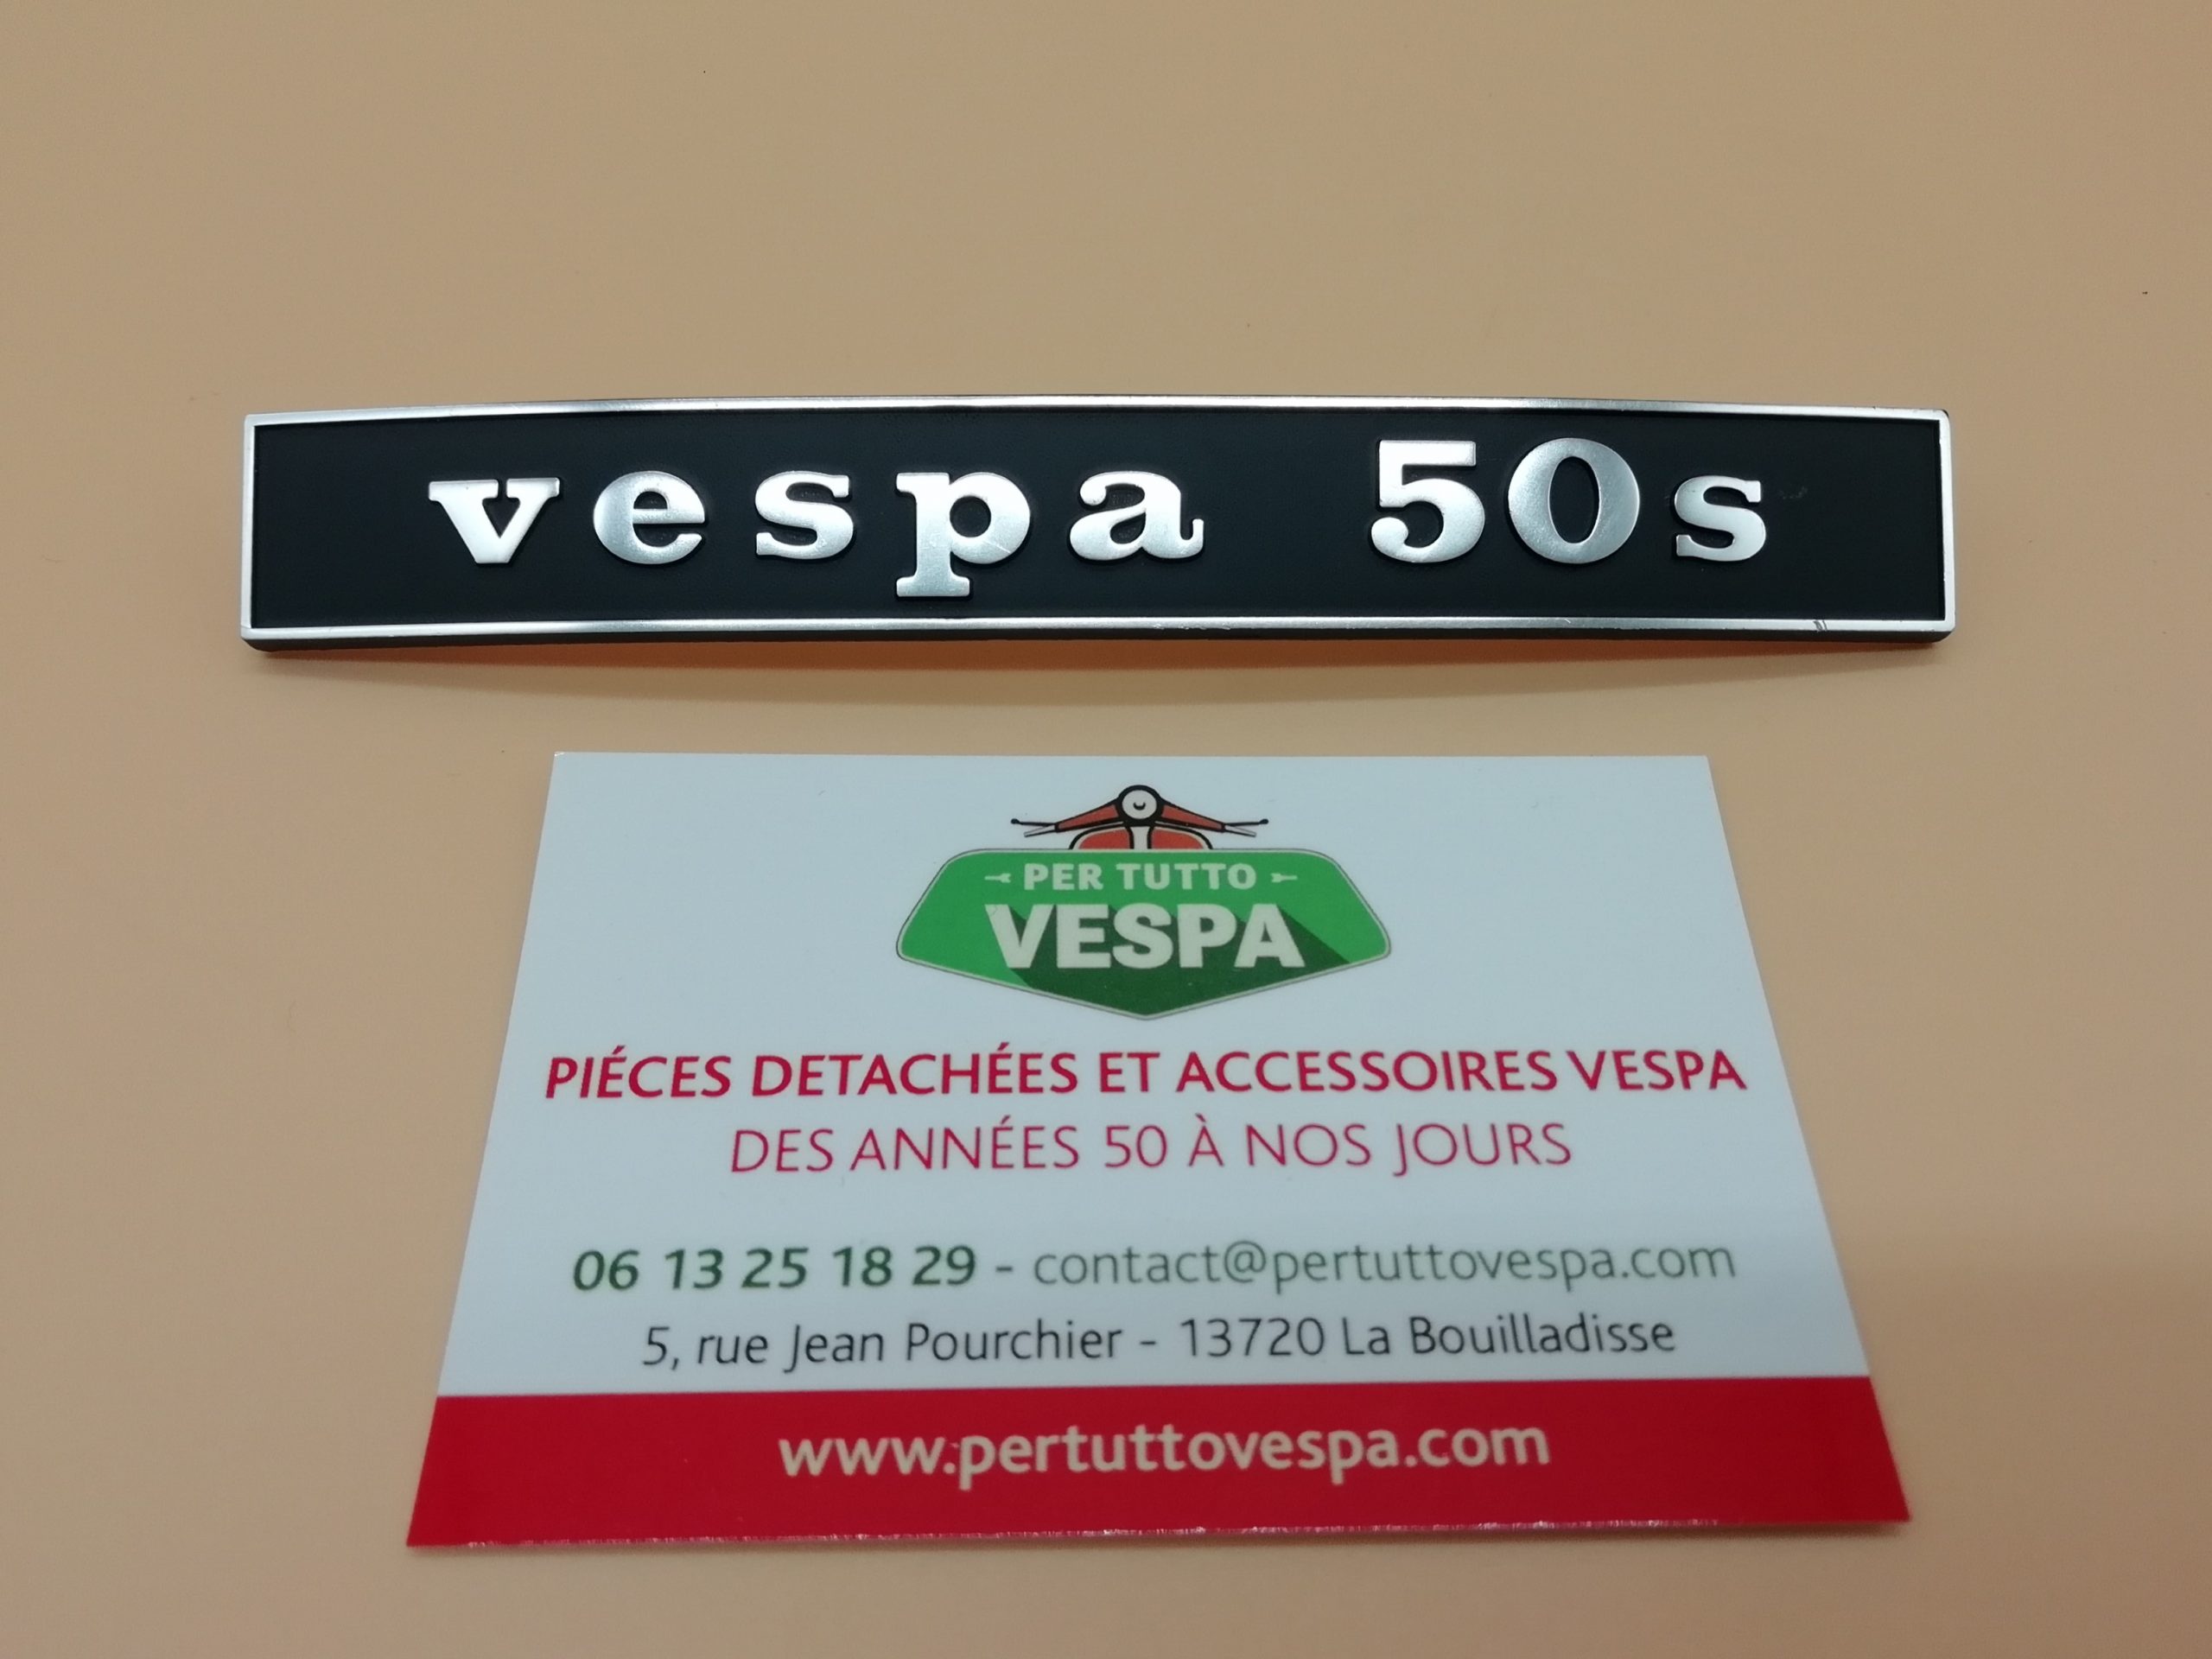 vespa 50s
PER TUTTO
VESPA
PIÉCES DETACHÉES ET ACCESSOIRES VESPA
DES ANNÉES 50 À NOS JOURS
06 13 25 18 29 - contact@pertuttovespa.com
5, rue Jean Pourchier - 13720 La Bouilladisse
www.pertuttovespa.com